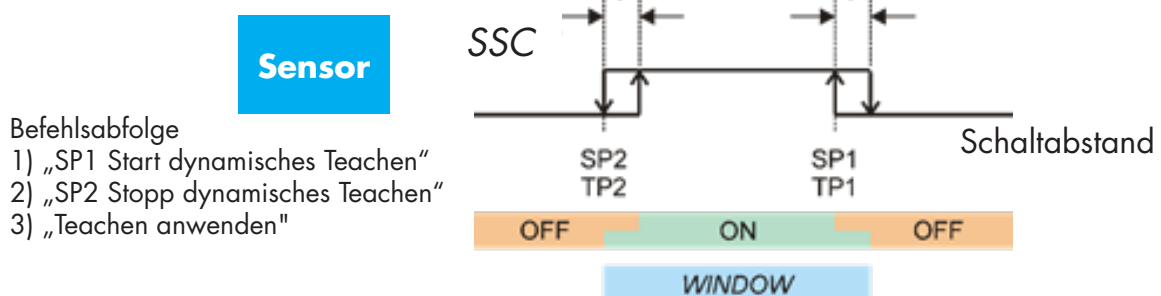 SSC
Sensor
Befehlsabfolge
1) „SP1 Start dynamisches Teachen“
2) „SP2 Stopp dynamisches Teachen“
3) „Teachen anwenden"
Schaltabstand
SP2 SP1
TP2 TP1
OFF ON OFF
WINDOW